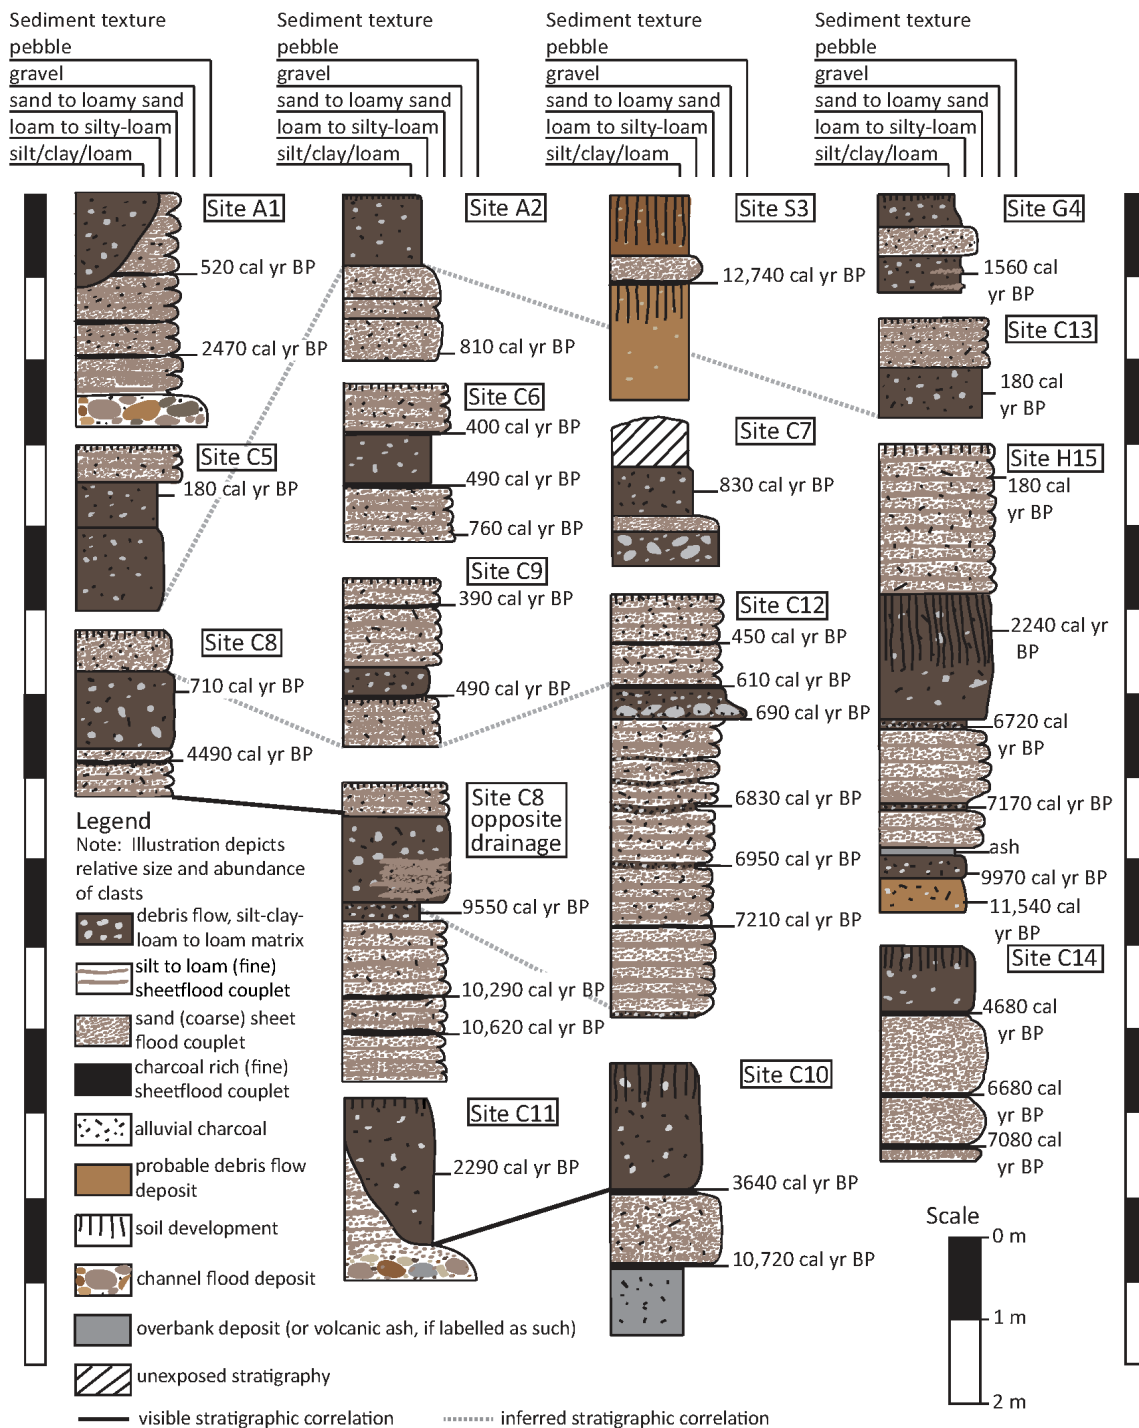 Sediment texture
pebble
gravel
sand to loamy sand
loam to silty-loam
silt/clay/loam
Sediment texture
pebble
gravel
sand to loamy sand
loam to silty-loam
silt/clay/loam
Sediment texture
pebble
gravel
sand to loamy sand
loam to silty-loam
silt/clay/loam
Sediment texture
pebble
gravel
sand to loamy sand
loam to silty-loam
silt/clay/loam
Site A1
520 cal yr BP
2470 cal yr BP
Site C5
180 cal yr BP
Site C8
710 cal yr BP
4490 cal yr BP
Legend
Note: Illustration depicts
relative size and abundance
of clasts
debris flow, silt-clay-
loam to loam matrix
silt to loam (fine)
sheetflood couplet
sand (coarse) sheet
flood couplet
charcoal rich (fine)
sheetflood couplet
alluvial charcoal
probable debris flow
deposit
soil development
channel flood deposit
overbank deposit (or volcanic ash, if labelled as such)
unexposed stratigraphy
visible stratigraphic correlation
inferred stratigraphic correlation
Site A2
810 cal yr BP
Site C6
400 cal yr BP
490 cal yr BP
760 cal yr BP
Site C9
390 cal yr BP
490 cal yr BP
Site C8
opposite
drainage
9550 cal yr BP
10,290 cal yr BP
10,620 cal yr BP
Site C11
2290 cal yr BP
Site S3
12,740 cal yr BP
Site C7
830 cal yr BP
Site C12
450 cal yr BP
610 cal yr BP
690 cal yr BP
6830 cal yr BP
6950 cal yr BP
7210 cal yr BP
Site C10
3640 cal yr BP
10,720 cal yr BP
Site G4
1560 cal
yr BP
Site C13
180 cal
yr BP
Site H15
180 cal
yr BP
2240 cal yr
BP
6720 cal
yr BP
7170 cal yr BP
ash
9970 cal yr BP
11,540 cal
yr BP
Site C14
4680 cal
yr BP
6680 cal
yr BP
7080 cal
yr BP
Scale
0 m
1 m
2 m